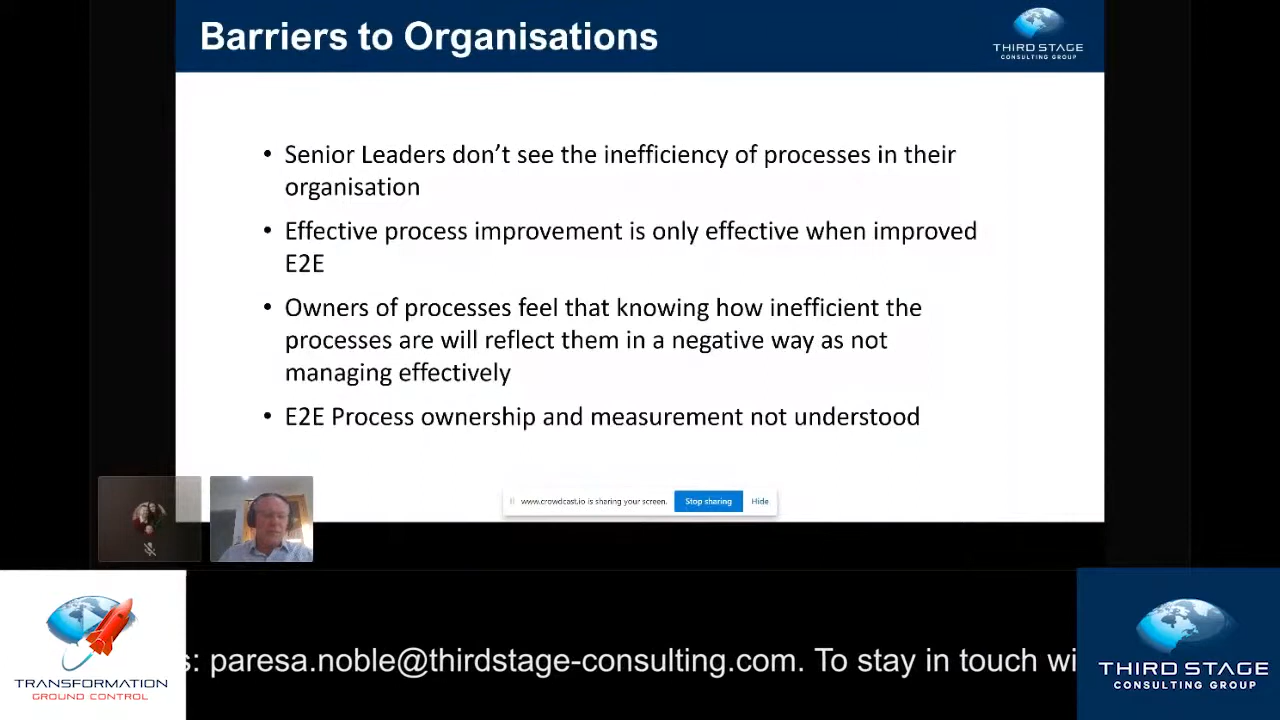 Barriers to Organisations
THIRD STAGE
CONSULTING GROUP
• Senior Leaders don't see the inefficiency of processes in their
organisation
• Effective process improvement is only effective when improved
E2E
• Owners of processes feel that knowing how inefficient the
processes are will reflect them in a negative way as not
managing effectively
• E2E Process ownership and measurement not understood
www.crowdcast.io is sharing your screen.
Stop sharing
Hide
TRANSFORMATION
GROUND CONTROL
s: paresa.noble@thirdstage-consulting.com. To stay in touch wi
THIRD STAGE
CONSULTING GROUP